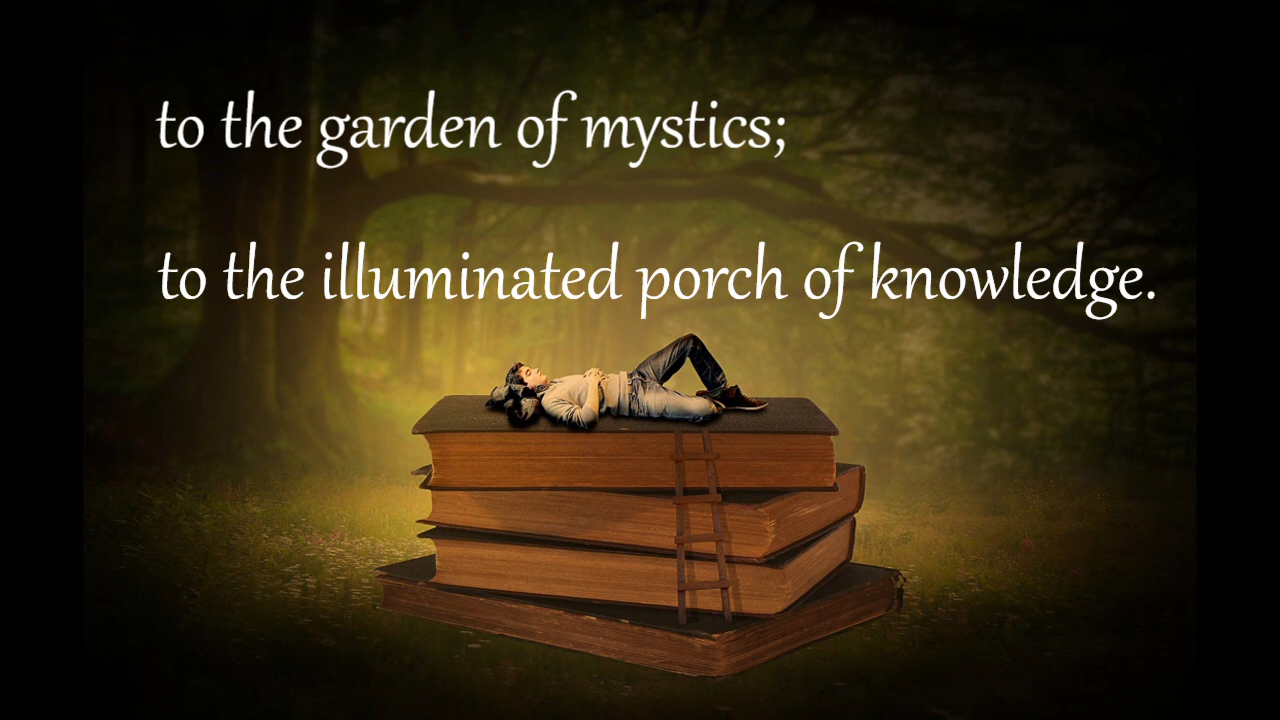 to the garden of mystics;
to the illuminated porch of knowledge.